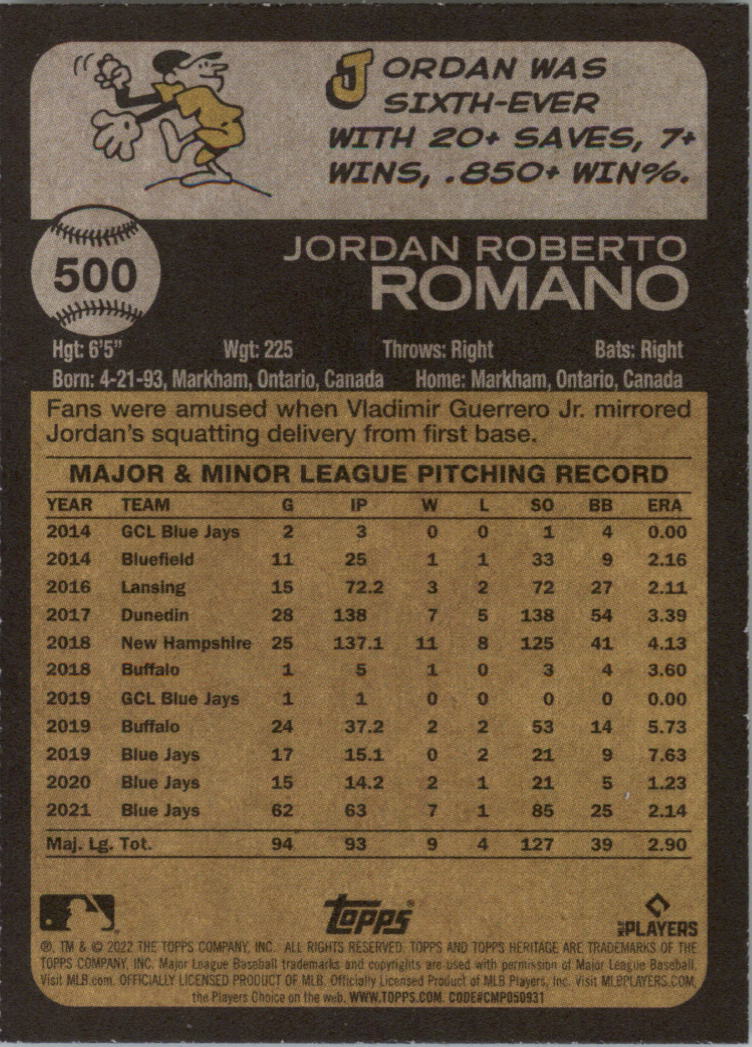 JORDAN WAS
SIXTH-EVER
WITH 20+ SAVES, 7+
WINS, .850+ WIN%.
500
JORDAN ROBERTO
ROMANO
Hgt: 6'5" Wgt: 225 Throws: Right Bats: Right
Born: 4-21-93, Markham, Ontario, Canada Home: Markham, Ontario, Canada
Fans were amused when Vladimir Guerrero Jr. mirrored
Jordan's squatting delivery from first base.
MAJOR & MINOR LEAGUE PITCHING RECORD
YEAR TEAM G IP W L SO BB ERA
2014 GCL Blue Jays 2 3 0 0 1 4 0.00
2014 Bluefield 11 25 1 1 33 9 2.16
2016 Lansing 15 72.2 3 2 72 27 2.11
2017 Dunedin 28 138 7 5 138 54 3.39
2018 New Hampshire 25 137.1 11 8 125 41 4.13
2018 Buffalo 1 5 1 0 3 4 3.60
2019 GCL Blue Jays 1 1 0 0 0 0 0.00
2019 Buffalo 24 37.2 2 2 53 14 5.73
2019 Blue Jays 17 15.1 0 2 21 9 7.63
2020 Blue Jays 15 14.2 2 1 21 5 1.23
2021 Blue Jays 62 63 7 1 85 25 2.14
Maj. Lg. Tot. 94 93 9 4 127 39 2.90
Topps
MLB PLAYERS
®, TM & © 2022 THE TOPPS COMPANY, INC. ALL RIGHTS RESERVED. TOPPS AND TOPPS HERITAGE ARE TRADEMARKS OF THE
TOPPS COMPANY, INC. Major League Baseball trademarks and copyrights are used with permission of Major League Baseball.
Visit MLB.com. OFFICIALLY LICENSED PRODUCT OF MLB. Officially Licensed Product of MLB Players, Inc. Visit MLBPLAYERS.COM,
the Players Choice on the web. WWW.TOPPS.COM. CODE#CMP050931